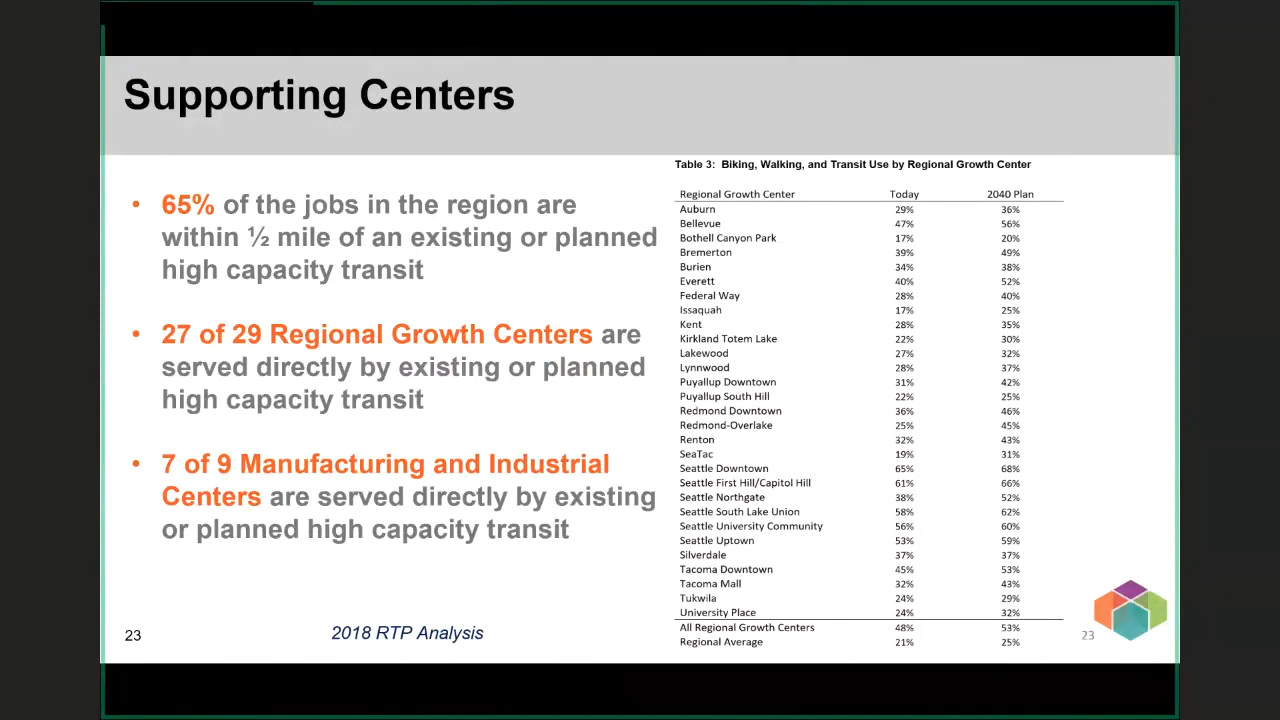 Supporting Centers
• 65% of the jobs in the region are
within ½ mile of an existing or planned
high capacity transit
• 27 of 29 Regional Growth Centers are
served directly by existing or planned
high capacity transit
• 7 of 9 Manufacturing and Industrial
Centers are served directly by existing
or planned high capacity transit
Table 3: Biking, Walking, and Transit Use by Regional Growth Center
Regional Growth Center Today 2040 Plan
Auburn 29% 36%
Bellevue 47% 56%
Bothell Canyon Park 17% 20%
Bremerton 39% 49%
Burien 34% 38%
Everett 40% 52%
Federal Way 28% 40%
Issaquah 17% 25%
Kent 28% 35%
Kirkland Totem Lake 22% 30%
Lakewood 27% 32%
Lynnwood 28% 37%
Puyallup Downtown 31% 42%
Puyallup South Hill 22% 25%
Redmond Downtown 36% 46%
Redmond-Overlake 25% 45%
Renton 32% 43%
SeaTac 19% 31%
Seattle Downtown 65% 68%
Seattle First Hill/Capitol Hill 61% 66%
Seattle Northgate 38% 52%
Seattle South Lake Union 58% 62%
Seattle University Community 56% 60%
Seattle Uptown 53% 59%
Silverdale 37% 37%
Tacoma Downtown 45% 53%
Tacoma Mall 32% 43%
Tukwila 24% 29%
University Place 24% 32%
All Regional Growth Centers 48% 53%
Regional Average 21% 25%
23
2018 RTP Analysis
23